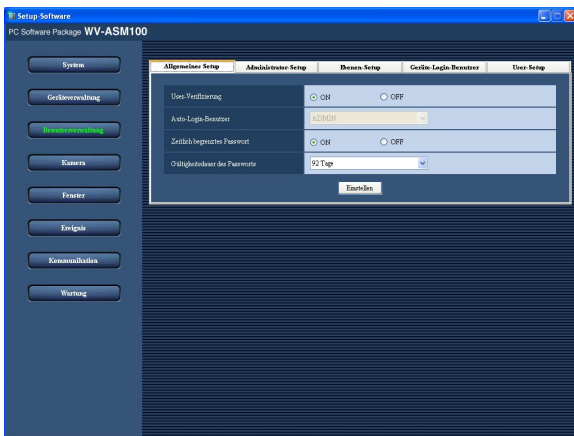 Setup-Software
PC Software Package WV-ASM100
System
Geräteverwaltung
Benutzerverwaltung
Kamera
Fenster
Ereignis
Kommunikation
Wartung
Allgemeines Setup Administrator-Setup Ebenen-Setup Geräte-Login-Benutzer User-Setup
User-Verifizierung ON OFF
Auto-Login-Benutzer ADMIN
Zeitlich begrenztes Passwort ON OFF
Gültigkeitsdauer des Passworts 92 Tage
Einstellen